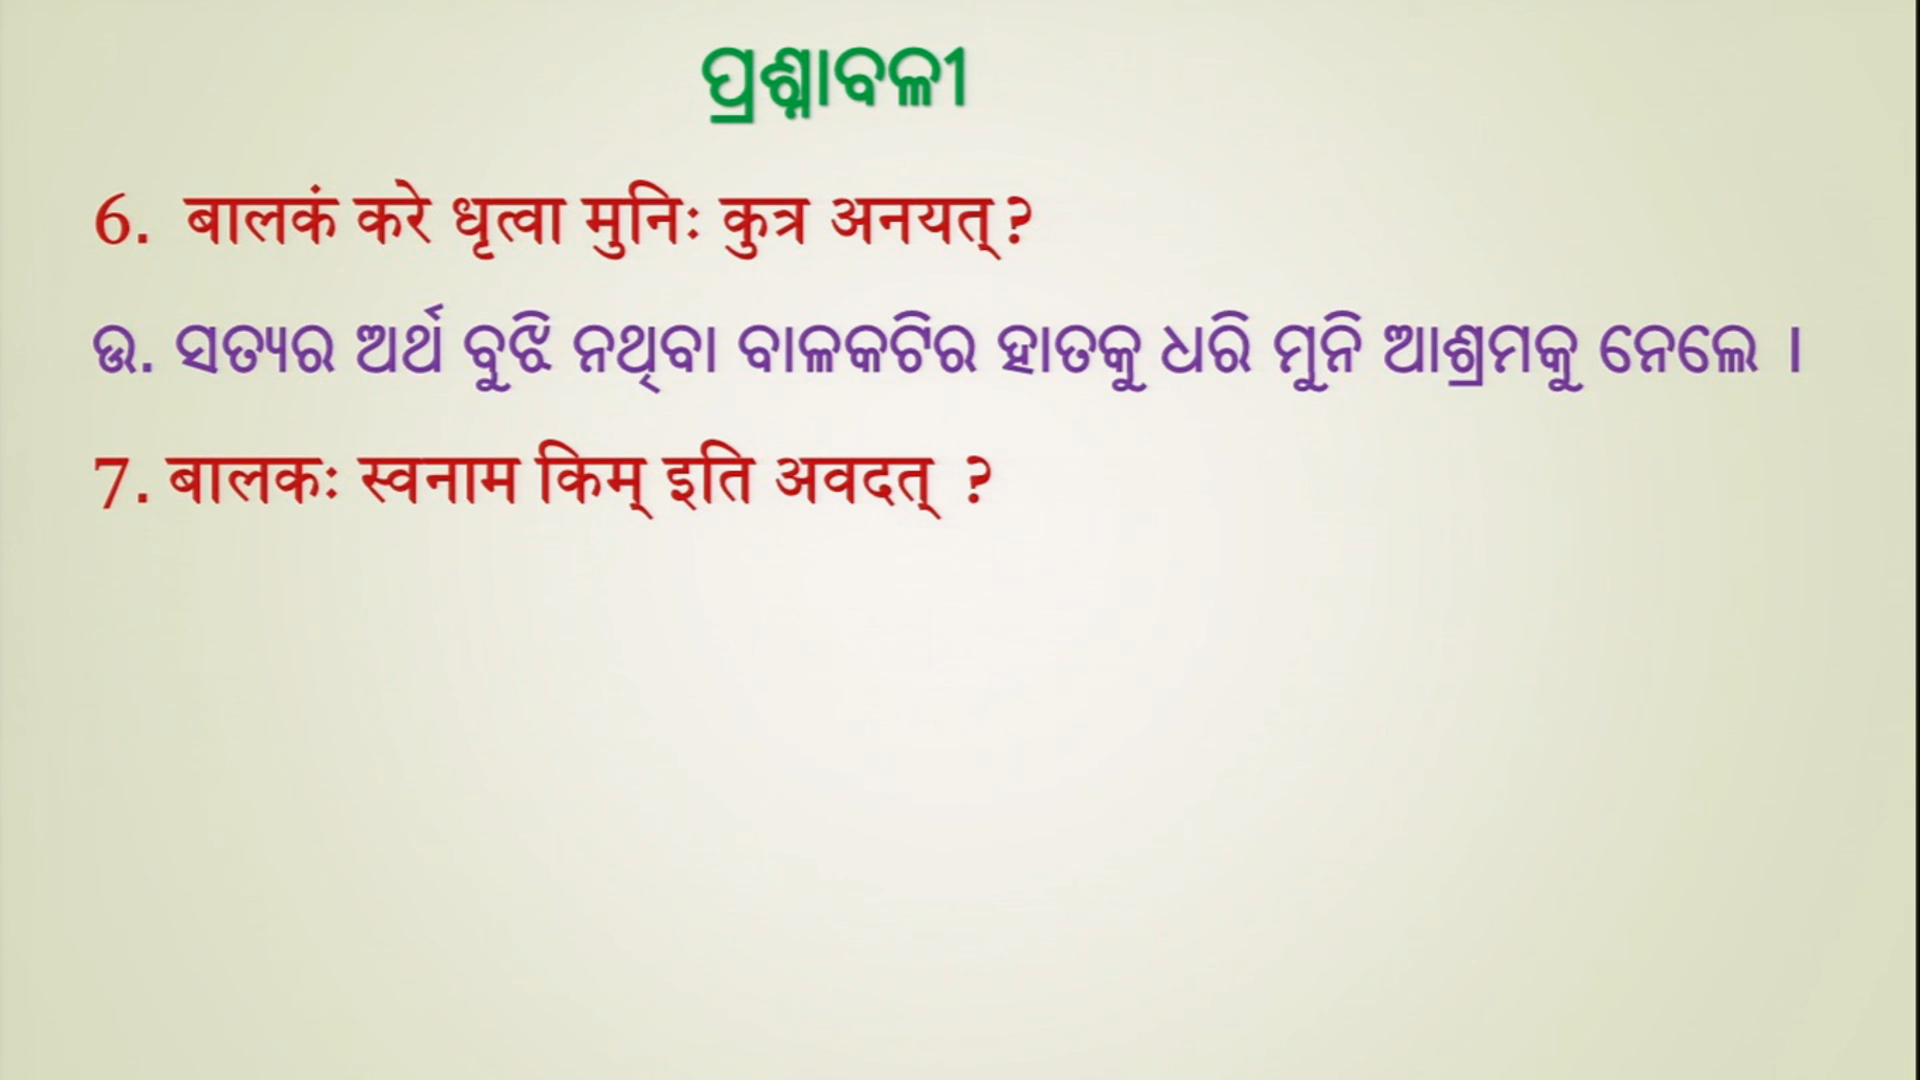 ପ୍ରଶ୍ନାବଳୀ
6. बालकं करे धृत्वा मुनिः कुत्र अनयत्?
ଉ. ସତ୍ୟର ଅର୍ଥ ବୁଝି ନଥିବା ବାଳକଟିର ହାତକୁ ଧରି ମୁନି ଆଶ୍ରମକୁ ନେଲେ ।
7. बालकः स्वनाम किम् इति अवदत् ?